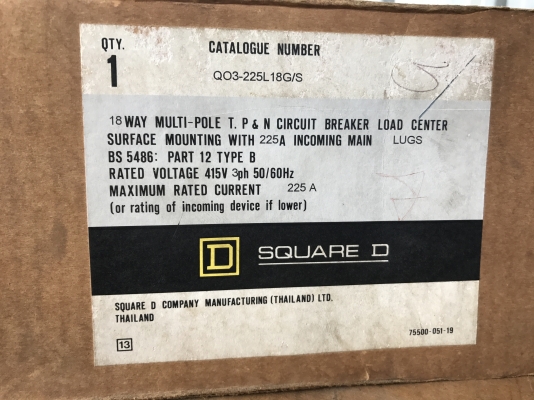 QTY. CATALOGUE NUMBER
1 QO3-225L18G/S
18 WAY MULTI-POLE T. P & N CIRCUIT BREAKER LOAD CENTER
SURFACE MOUNTING WITH 225A INCOMING MAIN LUGS
BS 5486: PART 12 TYPE B
RATED VOLTAGE 415V 3ph 50/60Hz
MAXIMUM RATED CURRENT 225 A
(or rating of incoming device if lower)
D SQUARE D
SQUARE D COMPANY MANUFACTURING (THAILAND) LTD.
THAILAND
13 75500-051-19